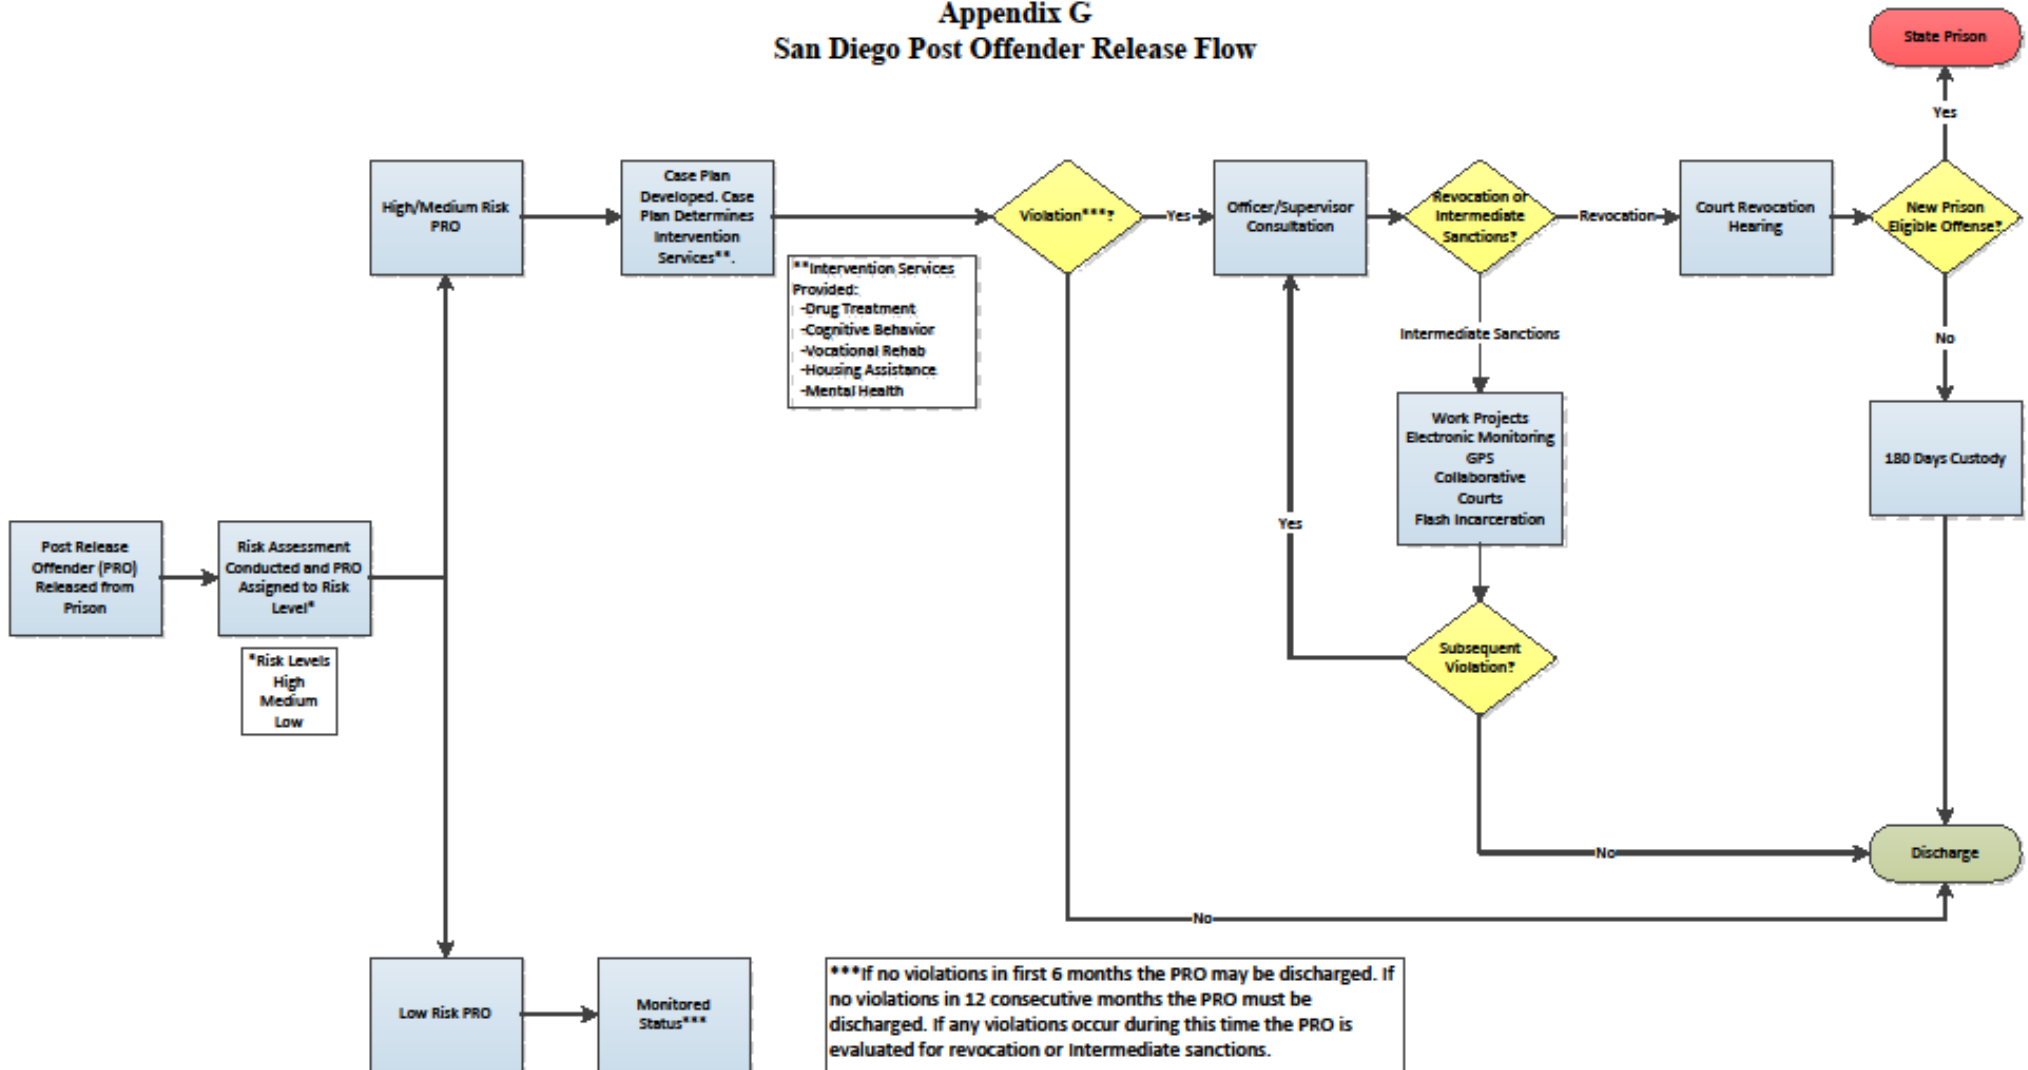 Appendix G
San Diego Post Offender Release Flow
State Prison
Yes
High/Medium Risk
PRO
Case Plan
Developed. Case
Plan Determines
Intervention
Services**.
Violation***?
Yes
Officer/Supervisor
Consultation
Revocation or
Intermediate
Sanctions?
Revocation
Court Revocation
Hearing
New Prison
Eligible Offense?
**Intervention Services
Provided:
-Drug Treatment
-Cognitive Behavior
-Vocational Rehab
-Housing Assistance
-Mental Health
Intermediate Sanctions
No
Work Projects
Electronic Monitoring
GPS
Collaborative
Courts
Flash Incarceration
180 Days Custody
Yes
Post Release
Offender (PRO)
Released from
Prison
Risk Assessment
Conducted and PRO
Assigned to Risk
Level*
*Risk Levels
High
Medium
Low
Subsequent
Violation?
No
Discharge
No
Low Risk PRO
Monitored
Status***
***If no violations in first 6 months the PRO may be discharged. If
no violations in 12 consecutive months the PRO must be
discharged. If any violations occur during this time the PRO is
evaluated for revocation or Intermediate sanctions.